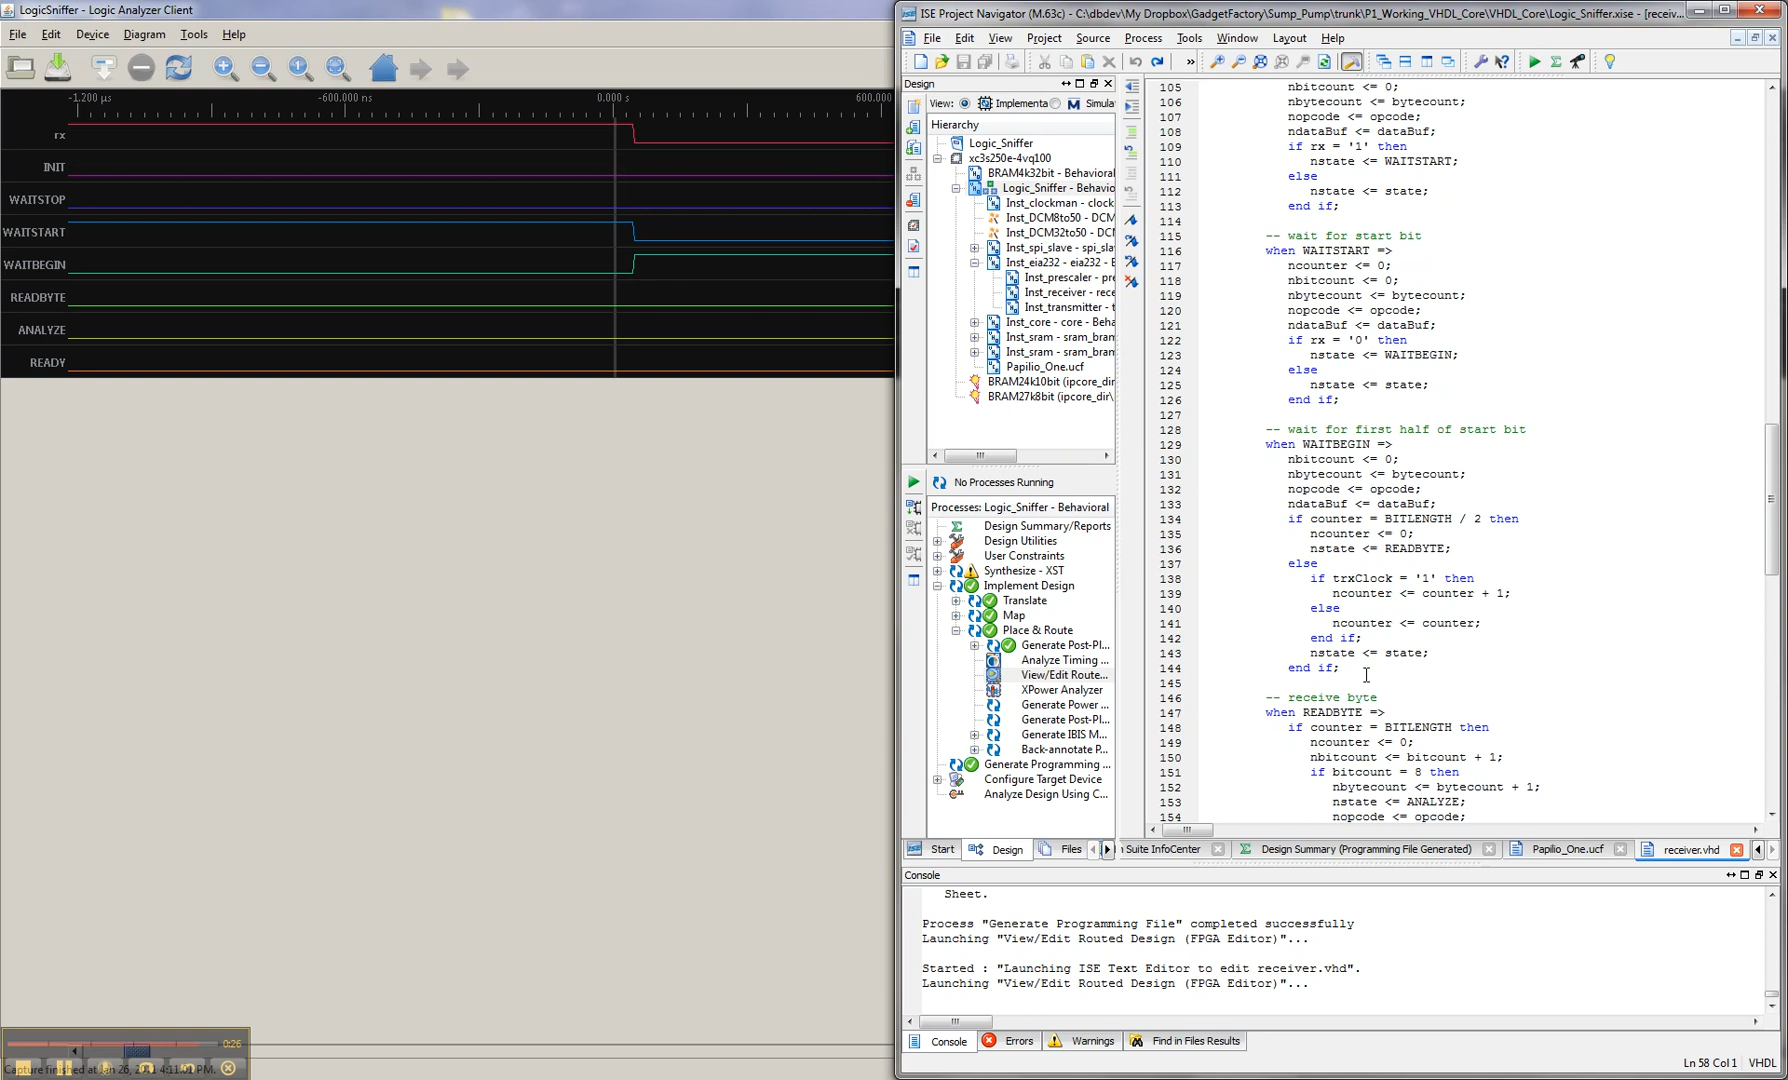 LogicSniffer - Logic Analyzer Client
File Edit Device Diagram Tools Help
-1.200 µs -600.000 ns 0.000 s 600.000
rx
INIT
WAITSTOP
WAITSTART
WAITBEGIN
READBYTE
ANALYZE
READY
0:26
ISE Project Navigator (M.63c) - C:\dbdev\My Dropbox\GadgetFactory\Sump_Pump\trunk\P1_Working_VHDL_Core\VHDL_Core\Logic_Sniffer.xise - [receiv...
File Edit View Project Source Process Tools Window Layout Help
Design
View: Implementa Simula
Hierarchy
Logic_Sniffer
xc3s250e-4vq100
BRAM4k32bit - Behavioral
Logic_Sniffer - Behavio
Inst_clockman - clock
Inst_DCM8to50 - DCM
Inst_DCM32to50 - DCM
Inst_spi_slave - spi_sla
Inst_eia232 - eia232 - E
Inst_prescaler - pre
Inst_receiver - rece
Inst_transmitter - t
Inst_core - core - Beha
Inst_sram - sram_bram
Inst_sram - sram_bram
Papilio_One.ucf
BRAM24k10bit (ipcore_dir
BRAM27k8bit (ipcore_dir\
No Processes Running
Processes: Logic_Sniffer - Behavioral
Design Summary/Reports
Design Utilities
User Constraints
Synthesize - XST
Implement Design
Translate
Map
Place & Route
Generate Post-Pl...
Analyze Timing ...
View/Edit Route...
XPower Analyzer
Generate Power ...
Generate Post-Pl...
Generate IBIS M...
Back-annotate P...
Generate Programming ...
Configure Target Device
Analyze Design Using C...
Start Design Files
105 nbitcount <= 0;
106 nbytecount <= bytecount;
107 nopcode <= opcode;
108 ndataBuf <= dataBuf;
109 if rx = '1' then
110 nstate <= WAITSTART;
111 else
112 nstate <= state;
113 end if;
114
115 -- wait for start bit
116 when WAITSTART =>
117 ncounter <= 0;
118 nbitcount <= 0;
119 nbytecount <= bytecount;
120 nopcode <= opcode;
121 ndataBuf <= dataBuf;
122 if rx = '0' then
123 nstate <= WAITBEGIN;
124 else
125 nstate <= state;
126 end if;
127
128 -- wait for first half of start bit
129 when WAITBEGIN =>
130 nbitcount <= 0;
131 nbytecount <= bytecount;
132 nopcode <= opcode;
133 ndataBuf <= dataBuf;
134 if counter = BITLENGTH / 2 then
135 ncounter <= 0;
136 nstate <= READBYTE;
137 else
138 if trxClock = '1' then
139 ncounter <= counter + 1;
140 else
141 ncounter <= counter;
142 end if;
143 nstate <= state;
144 end if;
145
146 -- receive byte
147 when READBYTE =>
148 if counter = BITLENGTH then
149 ncounter <= 0;
150 nbitcount <= bitcount + 1;
151 if bitcount = 8 then
152 nbytecount <= bytecount + 1;
153 nstate <= ANALYZE;
154 nopcode <= opcode;
Suite InfoCenter Design Summary (Programming File Generated) Papilio_One.ucf receiver.vhd
Console
Sheet.
Process "Generate Programming File" completed successfully
Launching "View/Edit Routed Design (FPGA Editor)"...
Started : "Launching ISE Text Editor to edit receiver.vhd".
Launching "View/Edit Routed Design (FPGA Editor)"...
Console Errors Warnings Find in Files Results
Ln 58 Col 1 VHDL